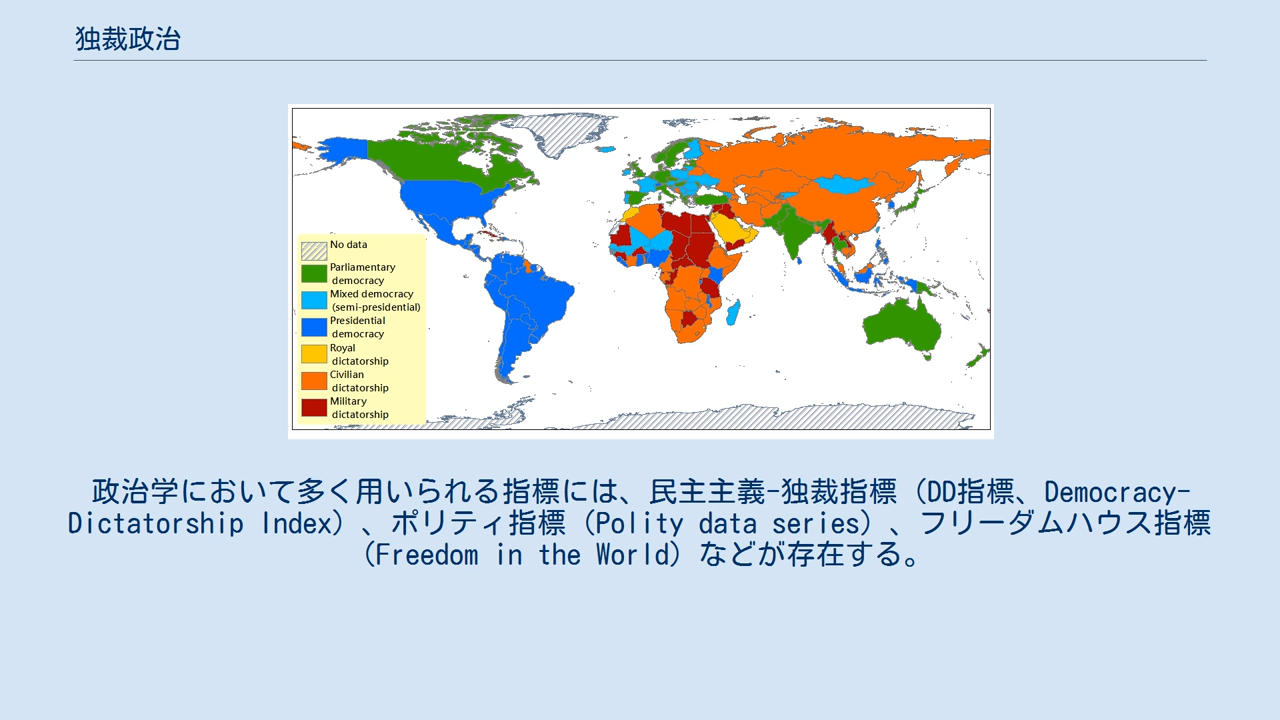 独裁政治
No data
Parliamentary
democracy
Mixed democracy
(semi-presidential)
Presidential
democracy
Royal
dictatorship
Civilian
dictatorship
Military
dictatorship
政治学において多く用いられる指標には、民主主義-独裁指標（DD指標、Democracy-
Dictatorship Index）、ポリティ指標（Polity data series）、フリーダムハウス指標
（Freedom in the World）などが存在する。